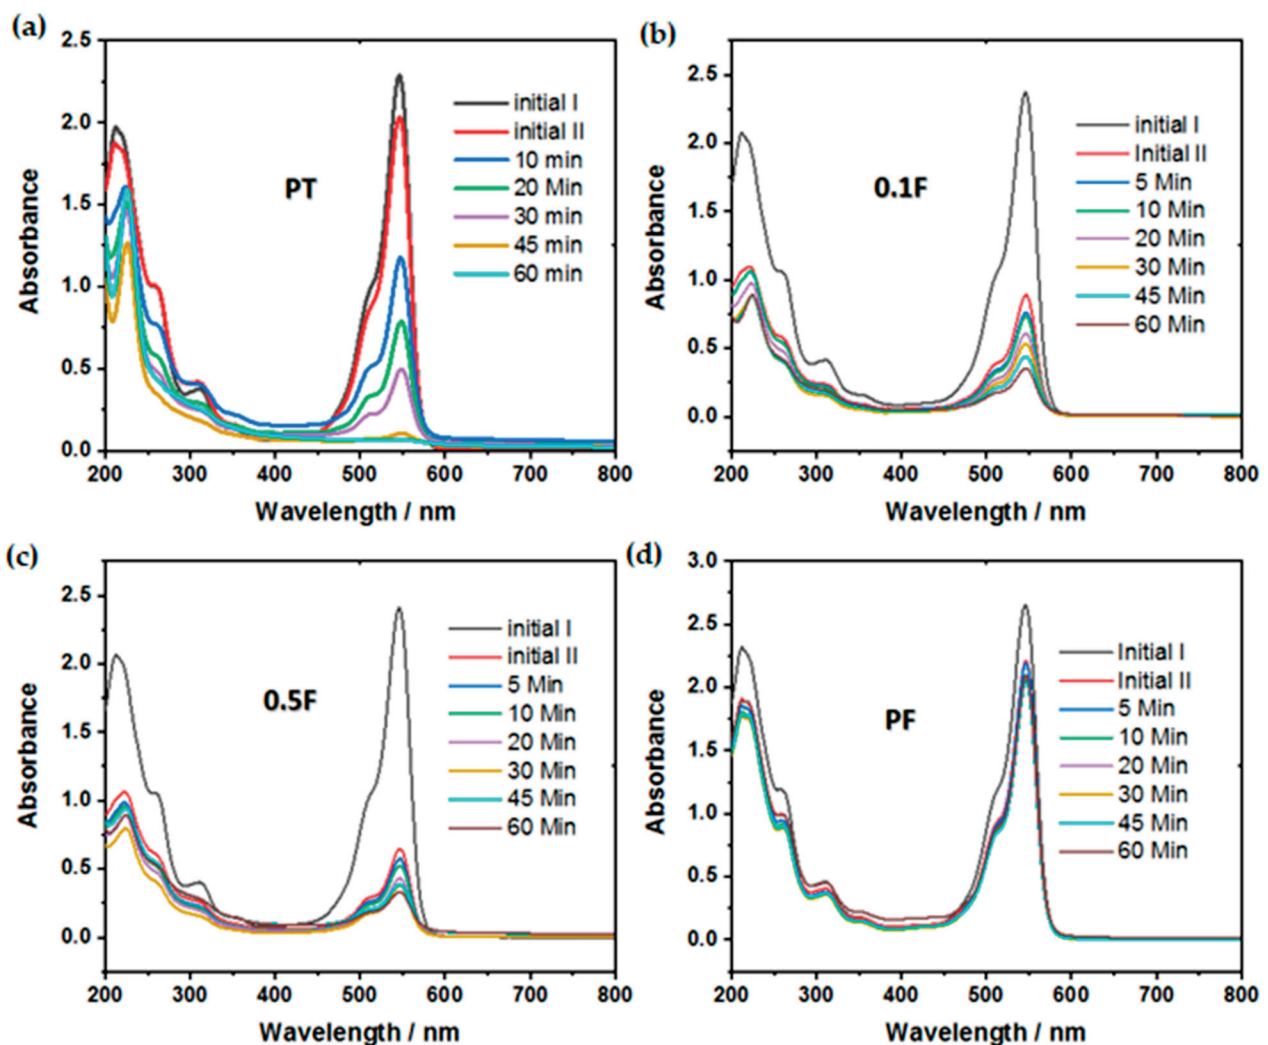 (a)
2.5
2.0
1.5
1.0
0.5
0.0
Absorbance
PT
initial I
initial II
10 min
20 Min
30 min
45 min
60 min
200 300 400 500 600 700 800
Wavelength / nm
(b)
2.5
2.0
1.5
1.0
0.5
0.0
Absorbance
0.1F
initial I
Initial II
5 Min
10 Min
20 Min
30 Min
45 Min
60 Min
200 300 400 500 600 700 800
Wavelength / nm
(c)
2.5
2.0
1.5
1.0
0.5
0.0
Absorbance
0.5F
initial I
initial II
5 Min
10 Min
20 Min
30 Min
45 Min
60 Min
200 300 400 500 600 700 800
Wavelength / nm
(d)
3.0
2.5
2.0
1.5
1.0
0.5
0.0
Absorbance
PF
Initial I
Initial II
5 Min
10 Min
20 Min
30 Min
45 Min
60 Min
200 300 400 500 600 700 800
Wavelength / nm